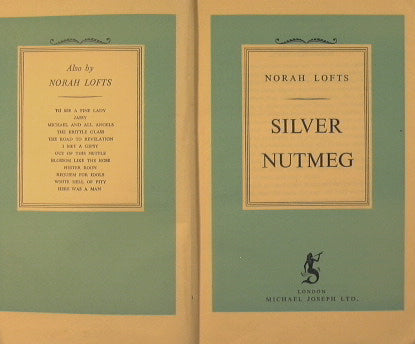 Also by
NORAH LOFTS
TO SEE A FINE LADY
JASSY
MICHAEL AND ALL ANGELS
THE BRITTLE GLASS
THE ROAD TO REVELATION
I MET A GIPSY
OUT OF THIS NETTLE
BLOSSOM LIKE THE ROSE
HESTER ROON
REQUIEM FOR IDOLS
WHITE HELL OF PITY
HERE WAS A MAN
NORAH LOFTS
SILVER
NUTMEG
LONDON
MICHAEL JOSEPH LTD.